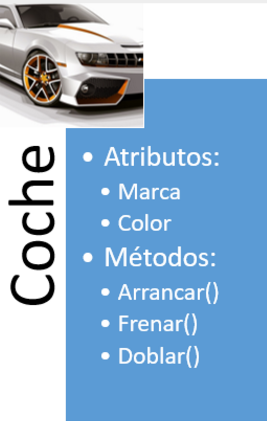 Coche
• Atributos:
• Marca
• Color
• Métodos:
• Arrancar()
• Frenar()
• Doblar()